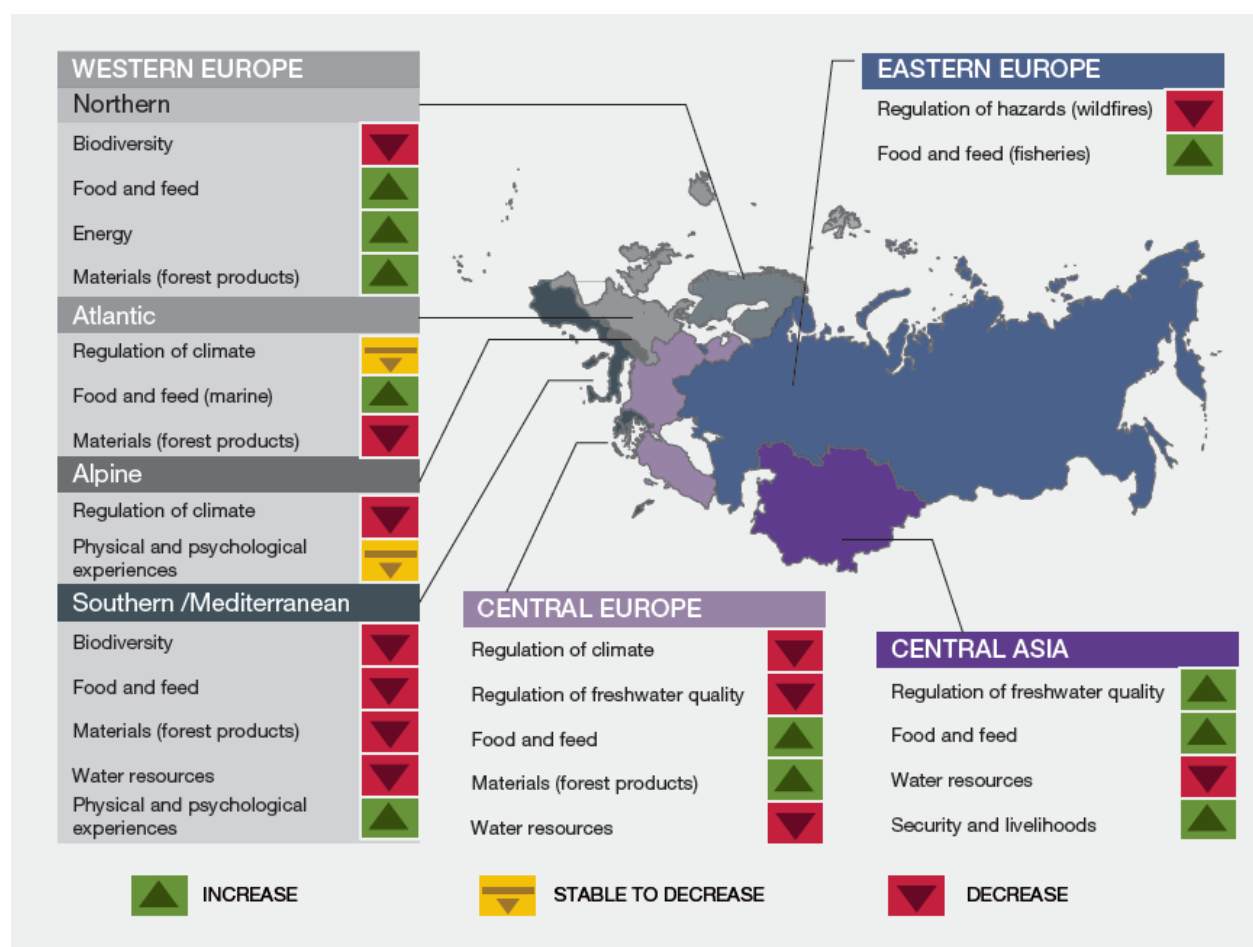 WESTERN EUROPE
Northern
Biodiversity
Food and feed
Energy
Materials (forest products)
Atlantic
Regulation of climate
Food and feed (marine)
Materials (forest products)
Alpine
Regulation of climate
Physical and psychological
experiences
Southern /Mediterranean
Biodiversity
Food and feed
Materials (forest products)
Water resources
Physical and psychological
experiences
EASTERN EUROPE
Regulation of hazards (wildfires)
Food and feed (fisheries)
CENTRAL EUROPE
Regulation of climate
Regulation of freshwater quality
Food and feed
Materials (forest products)
Water resources
CENTRAL ASIA
Regulation of freshwater quality
Food and feed
Water resources
Security and livelihoods
INCREASE
STABLE TO DECREASE
DECREASE